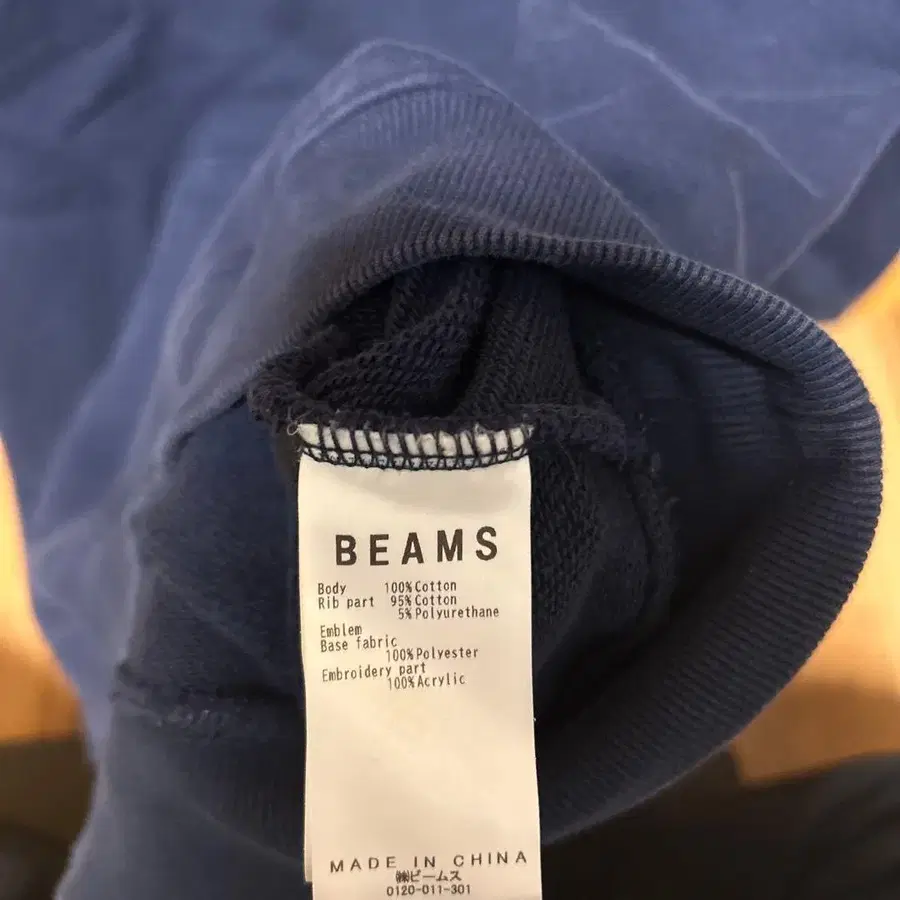 BEAMS
Body 100%Cotton
Rib part 95%Cotton
5%Polyurethane
Emblem
Base fabric
100%Polyester
Embroidery part
100%Acrylic
MADE IN CHINA
㈱ビームス
0120-011-301